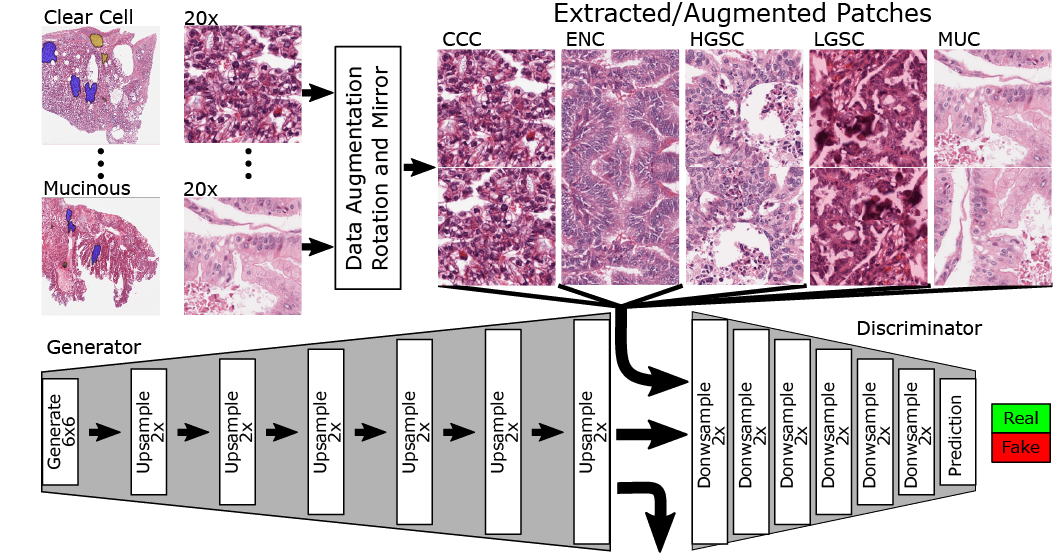 Extracted/Augmented Patches
Clear Cell
20x
CCC
ENC
HGSC
LGSC
MUC
Data Augmentation
Rotation and Mirror
Mucinous
20x
Generator
Discriminator
Generate
6x6
Upsample
2x
Upsample
2x
Upsample
2x
Upsample
2x
Upsample
2x
Upsample
2x
Donwsample
2x
Donwsample
2x
Donwsample
2x
Donwsample
2x
Donwsample
2x
Donwsample
2x
Prediction
Real
Fake